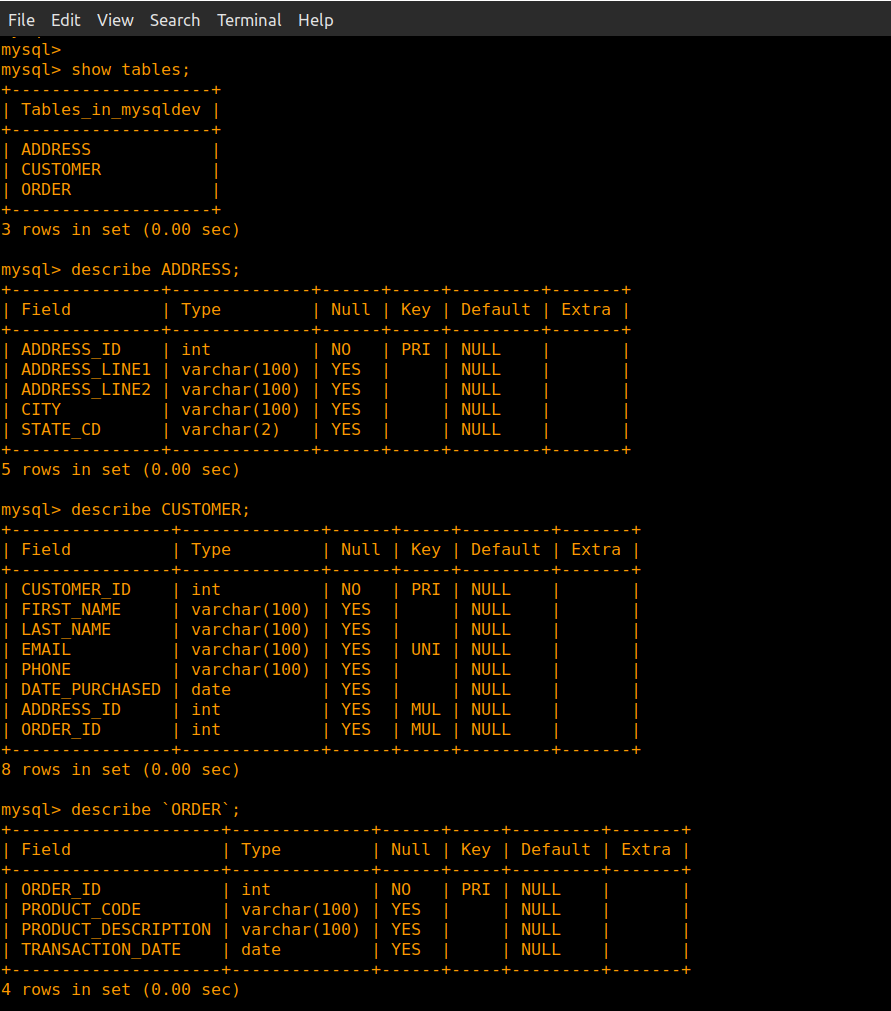 File Edit View Search Terminal Help
mysql>
mysql> show tables;
+--------------------+
| Tables_in_mysqldev |
+--------------------+
| ADDRESS            |
| CUSTOMER           |
| ORDER              |
+--------------------+
3 rows in set (0.00 sec)

mysql> describe ADDRESS;
+---------------+--------------+------+-----+---------+-------+
| Field         | Type         | Null | Key | Default | Extra |
+---------------+--------------+------+-----+---------+-------+
| ADDRESS_ID    | int          | NO   | PRI | NULL    |       |
| ADDRESS_LINE1 | varchar(100) | YES  |     | NULL    |       |
| ADDRESS_LINE2 | varchar(100) | YES  |     | NULL    |       |
| CITY          | varchar(100) | YES  |     | NULL    |       |
| STATE_CD      | varchar(2)   | YES  |     | NULL    |       |
+---------------+--------------+------+-----+---------+-------+
5 rows in set (0.00 sec)

mysql> describe CUSTOMER;
+----------------+--------------+------+-----+---------+-------+
| Field          | Type         | Null | Key | Default | Extra |
+----------------+--------------+------+-----+---------+-------+
| CUSTOMER_ID    | int          | NO   | PRI | NULL    |       |
| FIRST_NAME     | varchar(100) | YES  |     | NULL    |       |
| LAST_NAME      | varchar(100) | YES  |     | NULL    |       |
| EMAIL          | varchar(100) | YES  | UNI | NULL    |       |
| PHONE          | varchar(100) | YES  |     | NULL    |       |
| DATE_PURCHASED | date         | YES  |     | NULL    |       |
| ADDRESS_ID     | int          | YES  | MUL | NULL    |       |
| ORDER_ID       | int          | YES  | MUL | NULL    |       |
+----------------+--------------+------+-----+---------+-------+
8 rows in set (0.00 sec)

mysql> describe `ORDER`;
+---------------------+--------------+------+-----+---------+-------+
| Field               | Type         | Null | Key | Default | Extra |
+---------------------+--------------+------+-----+---------+-------+
| ORDER_ID            | int          | NO   | PRI | NULL    |       |
| PRODUCT_CODE        | varchar(100) | YES  |     | NULL    |       |
| PRODUCT_DESCRIPTION | varchar(100) | YES  |     | NULL    |       |
| TRANSACTION_DATE    | date         | YES  |     | NULL    |       |
+---------------------+--------------+------+-----+---------+-------+
4 rows in set (0.00 sec)